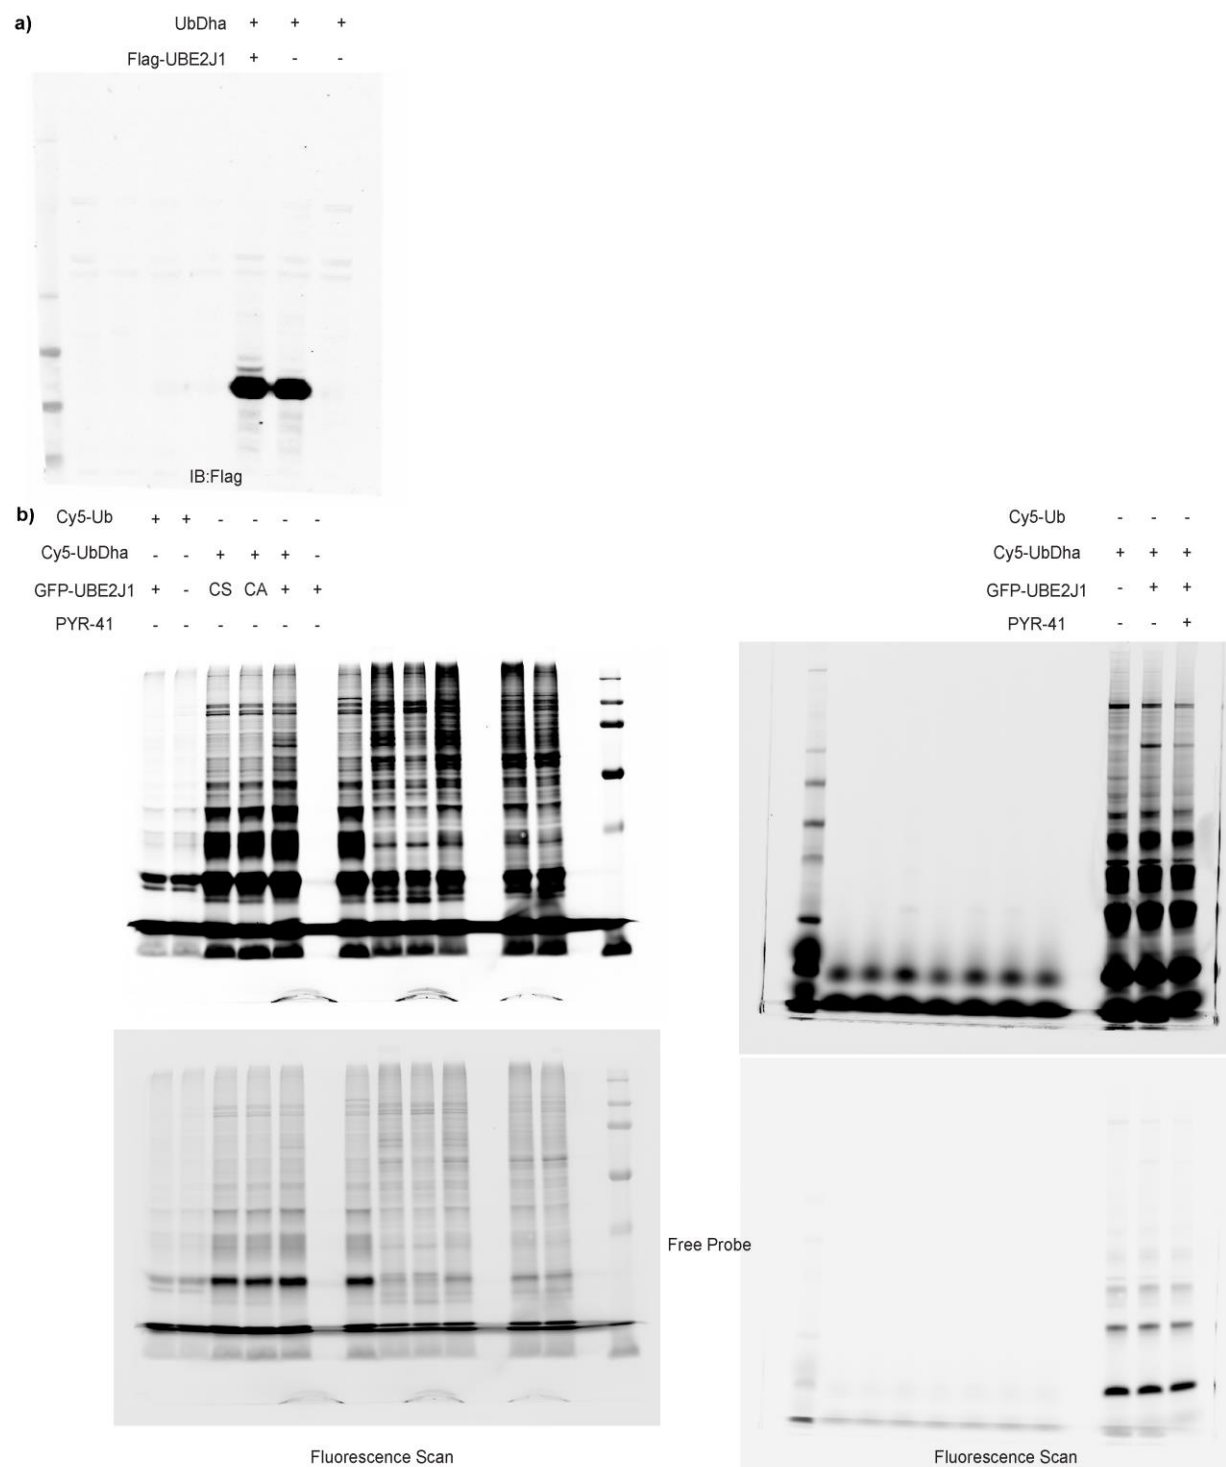 a)
UbDha + + +
Flag-UBE2J1 + - -
IB:Flag
b)
Cy5-Ub + + - - - -
Cy5-UbDha - - + + + -
GFP-UBE2J1 + - CS CA + +
PYR-41 - - - - - -
Cy5-Ub - - -
Cy5-UbDha + + +
GFP-UBE2J1 - + +
PYR-41 - - +
Free Probe
Fluorescence Scan
Fluorescence Scan